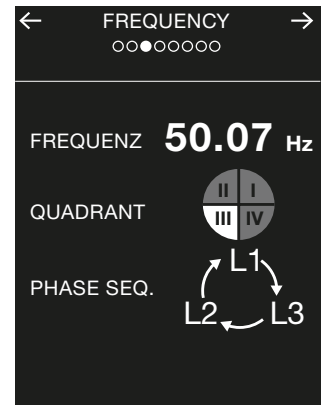 ← FREQUENCY →
FREQUENZ 50.07 Hz
II I
QUADRANT
III IV
L1
PHASE SEQ.
L2 L3